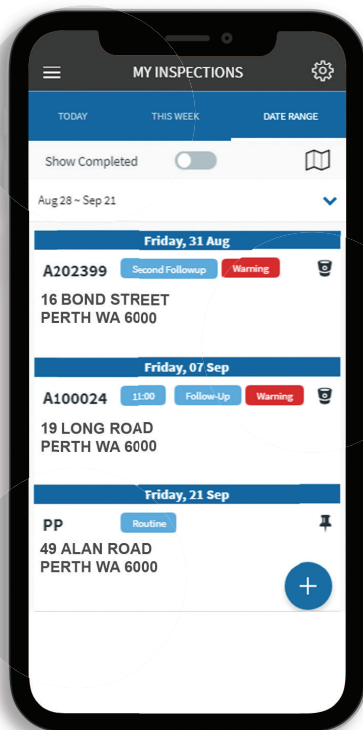 MY INSPECTIONS
TODAY THIS WEEK DATE RANGE
Show Completed
Aug 28 ~ Sep 21
Friday, 31 Aug
A202399 Second Followup Warning
16 BOND STREET
PERTH WA 6000
Friday, 07 Sep
A100024 11:00 Follow-Up Warning
19 LONG ROAD
PERTH WA 6000
Friday, 21 Sep
PP Routine
49 ALAN ROAD
PERTH WA 6000